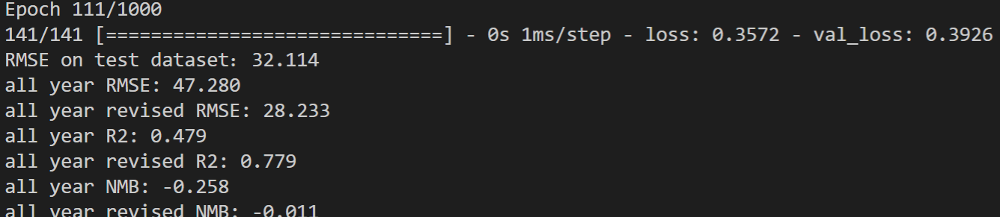 Epoch 111/1000
141/141 [==============================] - 0s 1ms/step - loss: 0.3572 - val_loss: 0.3926
RMSE on test dataset：32.114
all year RMSE: 47.280
all year revised RMSE: 28.233
all year R2: 0.479
all year revised R2: 0.779
all year NMB: -0.258
all year revised NMB: -0.011